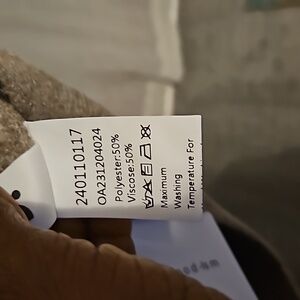 240110117
OA231204024
Polyester:50%
Viscose:50%
Maximum
Washing
Temperature For